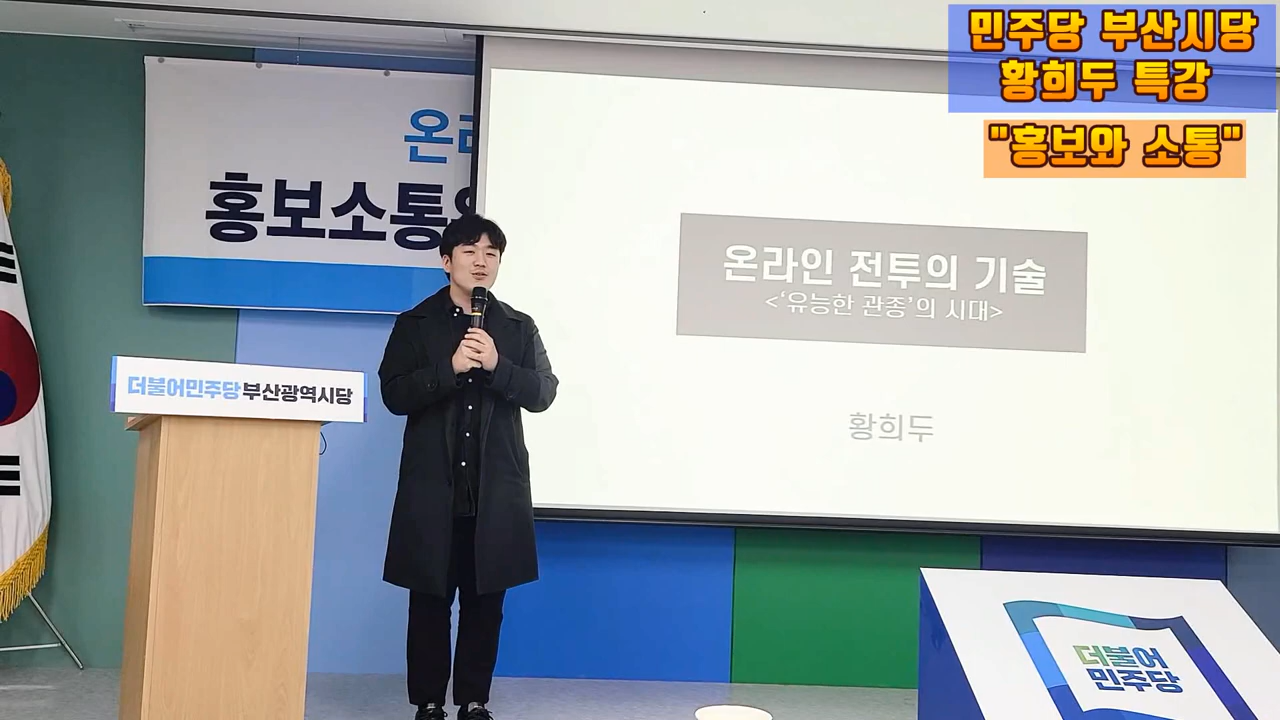 민주당 부산시당
황희두 특강
"홍보와 소통"
온라
홍보소통의
온라인 전투의 기술
<‘유능한 관종’의 시대>
황희두
더불어민주당 부산광역시당
더불어
민주당